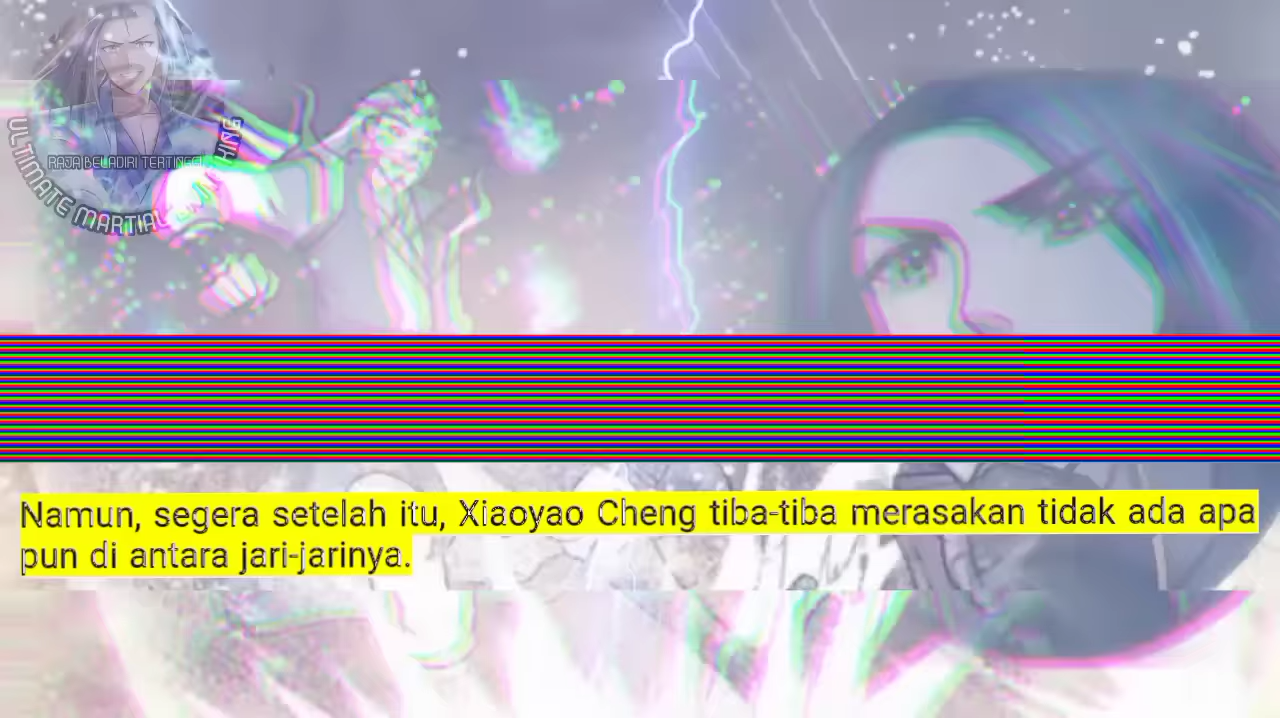 RAJA BELADIRI TERTINGGI
ULTIMATE MARTIAL
Namun, segera setelah itu, Xiaoyao Cheng tiba-tiba merasakan tidak ada apa
pun di antara jari-jarinya.